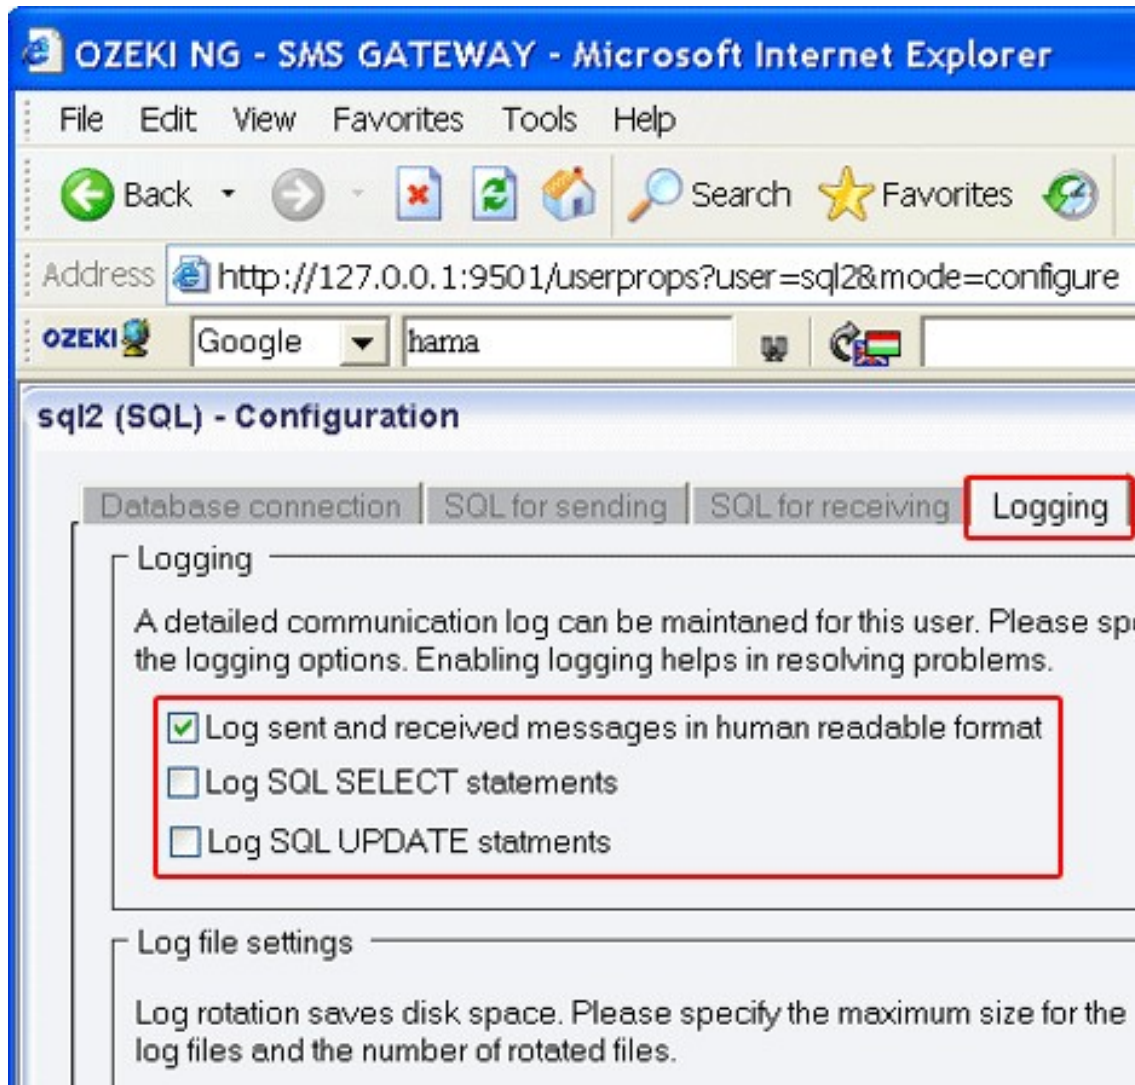 OZEKI NG - SMS GATEWAY - Microsoft Internet Explorer
File Edit View Favorites Tools Help
Back Search Favorites
Address http://127.0.0.1:9501/userprops?user=sql2&mode=configure
OZEKI Google hama
sql2 (SQL) - Configuration
Database connection SQL for sending SQL for receiving Logging
Logging
A detailed communication log can be maintaned for this user. Please spe
the logging options. Enabling logging helps in resolving problems.
Log sent and received messages in human readable format
Log SQL SELECT statements
Log SQL UPDATE statments
Log file settings
Log rotation saves disk space. Please specify the maximum size for the
log files and the number of rotated files.